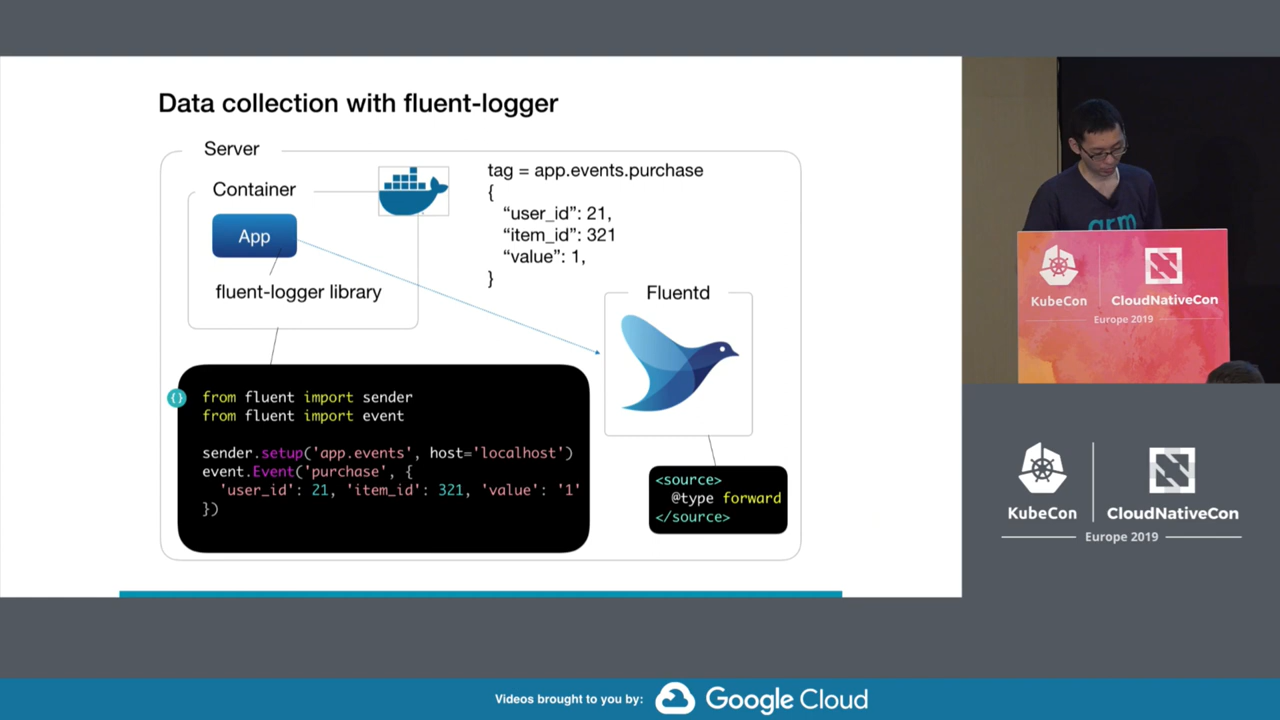 Data collection with fluent-logger
Server
Container
App
fluent-logger library
tag = app.events.purchase
{
“user_id”: 21,
“item_id”: 321
“value”: 1,
}
Fluentd
{}
from fluent import sender
from fluent import event
sender.setup('app.events', host='localhost')
event.Event('purchase', {
'user_id': 21, 'item_id': 321, 'value': '1'
})
<source>
@type forward
</source>
arm
KubeCon
CloudNativeCon
Europe 2019
KubeCon
CloudNativeCon
Europe 2019
Videos brought to you by:
Google Cloud